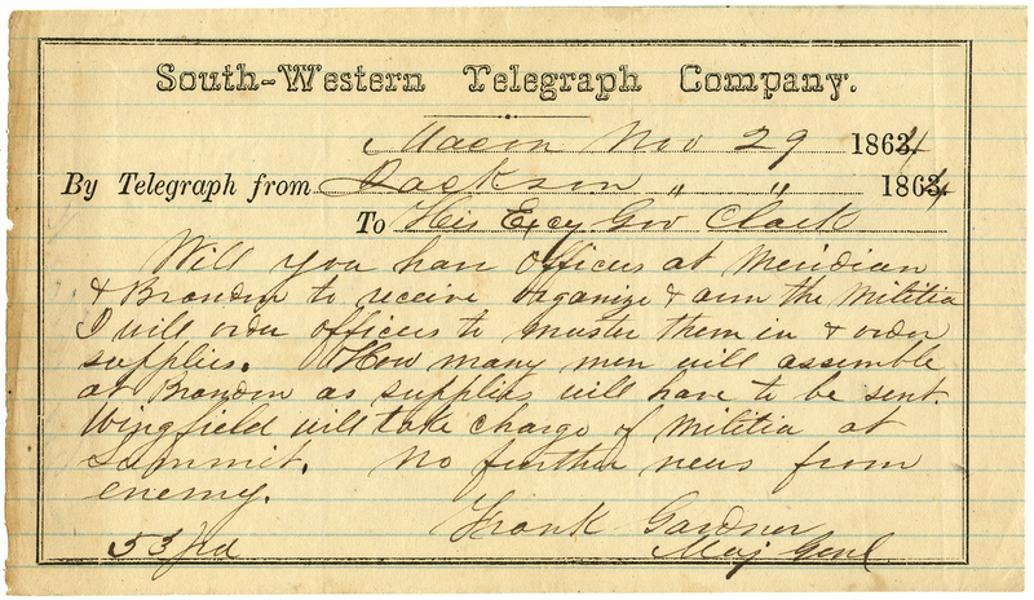 South-Western Telegraph Company.
Macon Nov 29 1864
By Telegraph from Jackson " " 1864
To His Excy Gov Clark
Will you have officers at Meridian
& Brandon to receive organize & arm the Militia
I will order officers to muster them in & order
supplies. How many men will assemble
at Brandon as supplies will have to be sent.
Wingfield will take charge of Militia at
Summit. No further news from
enemy.
Frank Gardner
Maj Genl
53